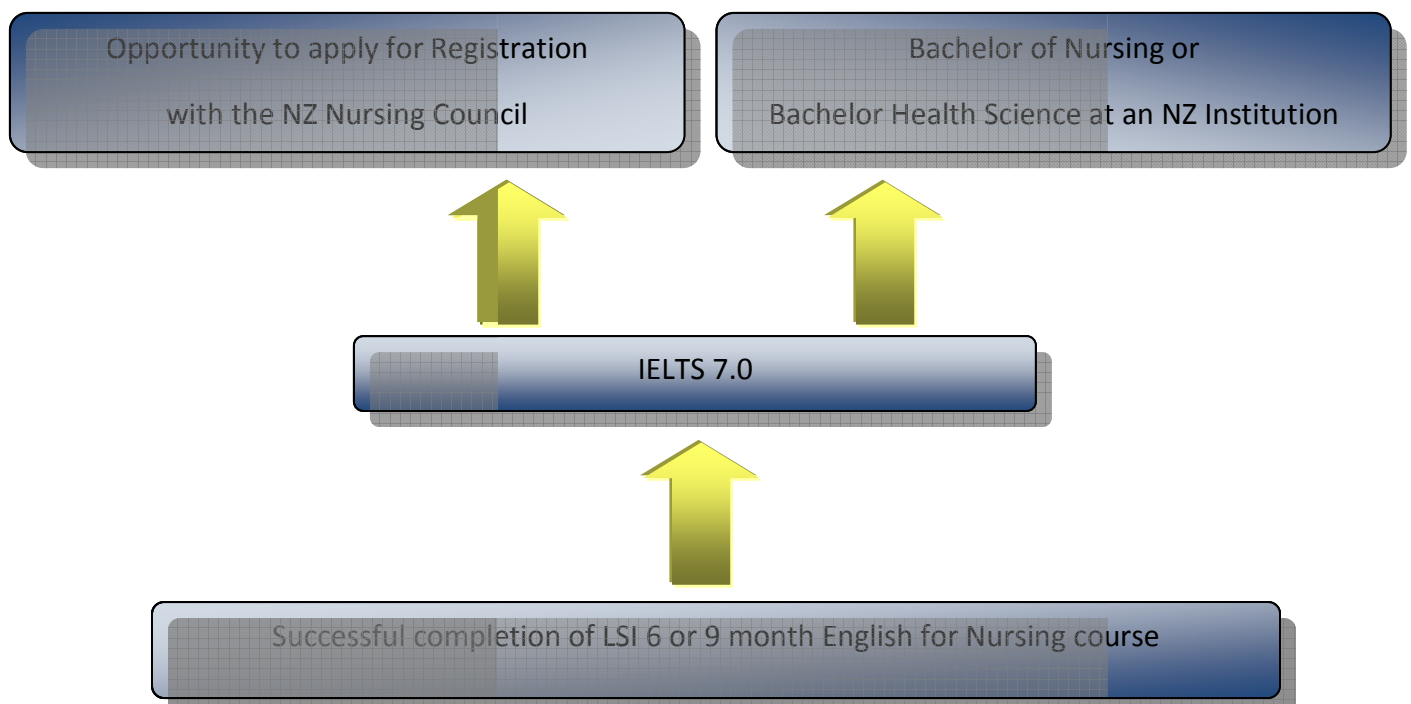 Opportunity to apply for Registration
with the NZ Nursing Council
Bachelor of Nursing or
Bachelor Health Science at an NZ Institution
IELTS 7.0
Successful completion of LSI 6 or 9 month English for Nursing course